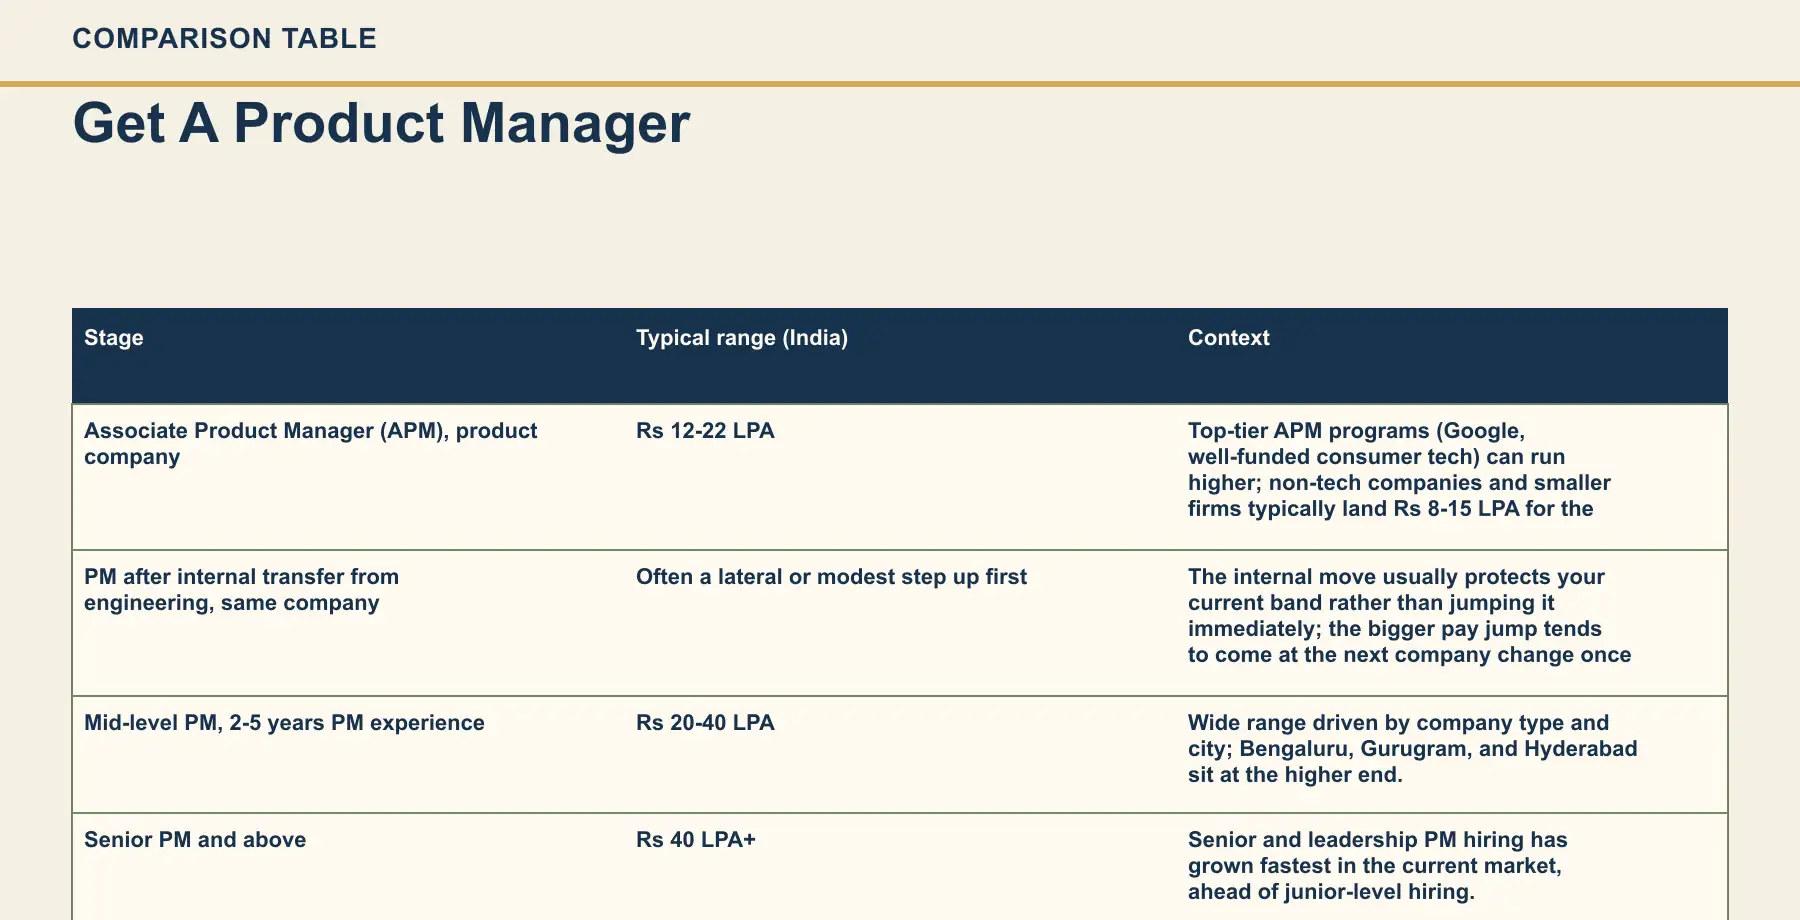 COMPARISON TABLE
Get A Product Manager
Stage
Typical range (India)
Context
Associate Product Manager (APM), product
company
Rs 12-22 LPA
Top-tier APM programs (Google,
well-funded consumer tech) can run
higher; non-tech companies and smaller
firms typically land Rs 8-15 LPA for the
PM after internal transfer from
engineering, same company
Often a lateral or modest step up first
The internal move usually protects your
current band rather than jumping it
immediately; the bigger pay jump tends
to come at the next company change once
Mid-level PM, 2-5 years PM experience
Rs 20-40 LPA
Wide range driven by company type and
city; Bengaluru, Gurugram, and Hyderabad
sit at the higher end.
Senior PM and above
Rs 40 LPA+
Senior and leadership PM hiring has
grown fastest in the current market,
ahead of junior-level hiring.